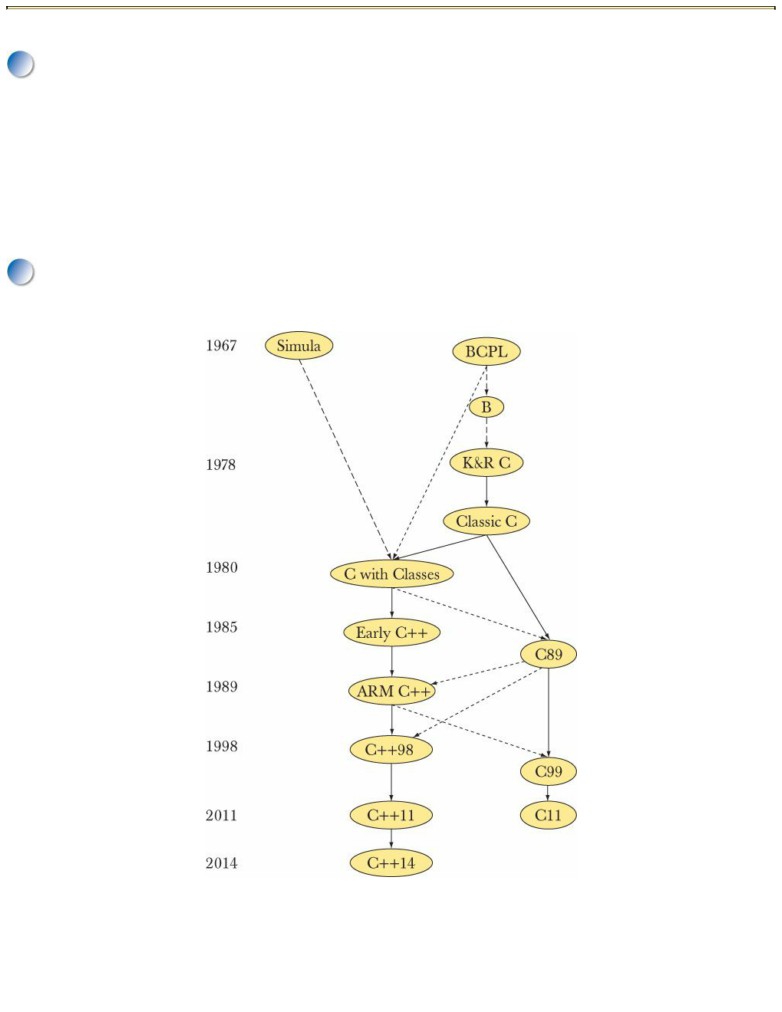 1967 Simula BCPL
B
1978 K&R C
Classic C
1980 C with Classes
1985 Early C++
C89
1989 ARM C++
1998 C++98
C99
2011 C++11 C11
2014 C++14